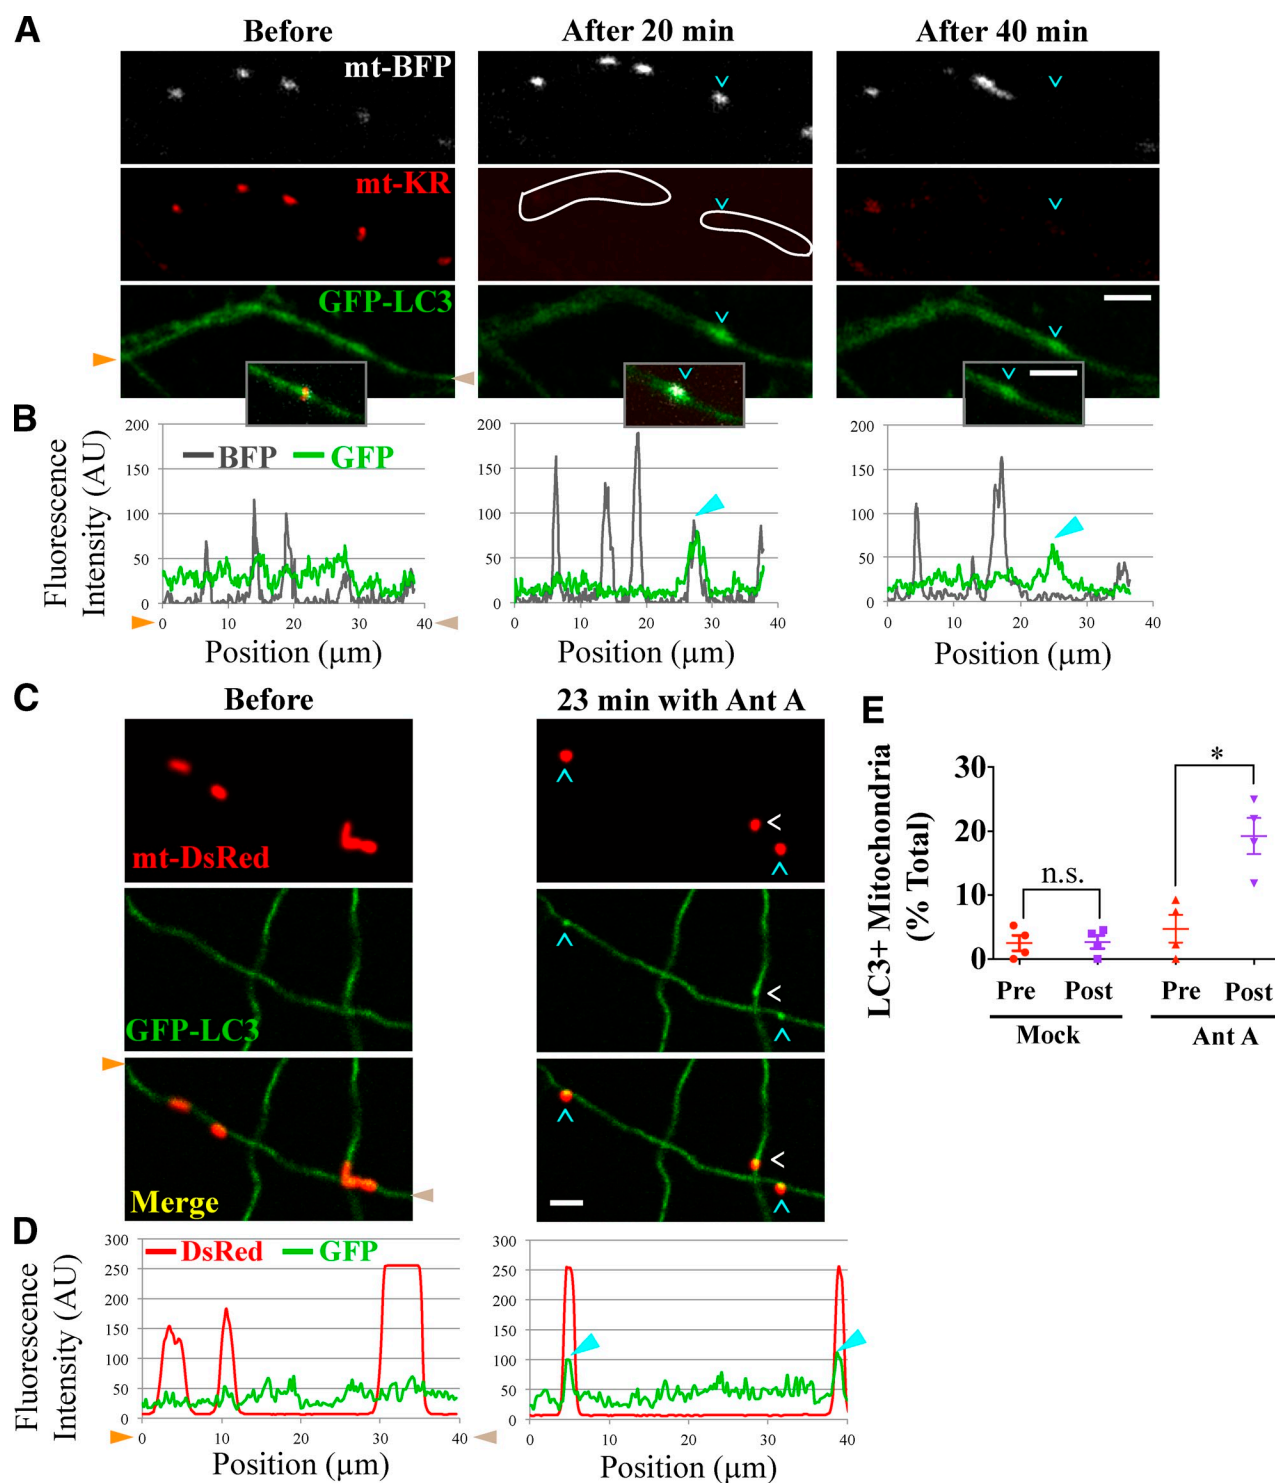 A
Before
After 20 min
After 40 min
mt-BFP
mt-KR
GFP-LC3
B
Fluorescence
Intensity (AU)
200
150
100
50
0
BFP
GFP
0 10 20 30 40
Position (µm)
200
150
100
50
0
0 10 20 30 40
Position (µm)
200
150
100
50
0
0 10 20 30 40
Position (µm)
C
Before
23 min with Ant A
mt-DsRed
GFP-LC3
Merge
D
Fluorescence
Intensity (AU)
300
250
200
150
100
50
0
DsRed
GFP
0 10 20 30 40
Position (µm)
300
250
200
150
100
50
0
0 10 20 30 40
Position (µm)
E
LC3+ Mitochondria
(% Total)
30
20
10
0
n.s.
*
Pre Post Pre Post
Mock Ant A